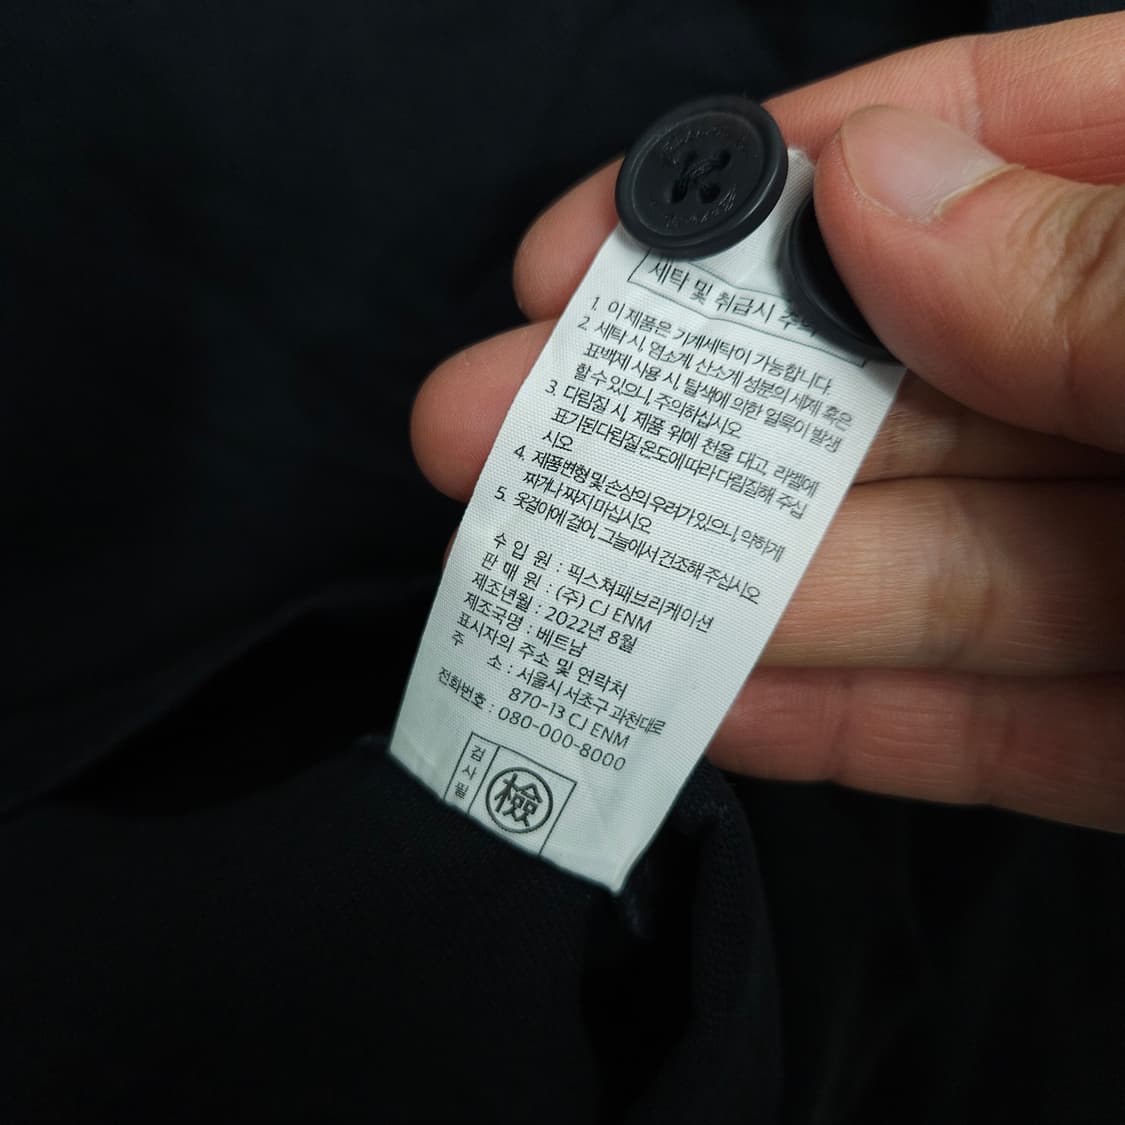 세탁 및 취급시 주의
1. 이 제품은 기계세탁이 가능합니다.
2. 세탁 시, 염소계, 산소계 성분의 세제 혹은
표백제 사용 시, 탈색에 의한 얼룩이 발생
할 수 있으니, 주의하십시오
3. 다림질 시, 제품 위에 천을 대고, 라벨에
표기된 다림질 온도에 따라 다림질해 주십
시오
4. 제품변형 및 손상의 우려가 있으니, 약하게
짜거나 짜지 마십시오
5. 옷걸이에 걸어, 그늘에서 건조해 주십시오
수 입 원 : 픽스쳐패브리케이션
판 매 원 : (주) CJ ENM
제조년월 : 2022년 8월
제조국명 : 베트남
표시자의 주소 및 연락처
주 소 : 서울시 서초구 과천대로
870-13 CJ ENM
전화번호 : 080-000-8000
검사필
檢